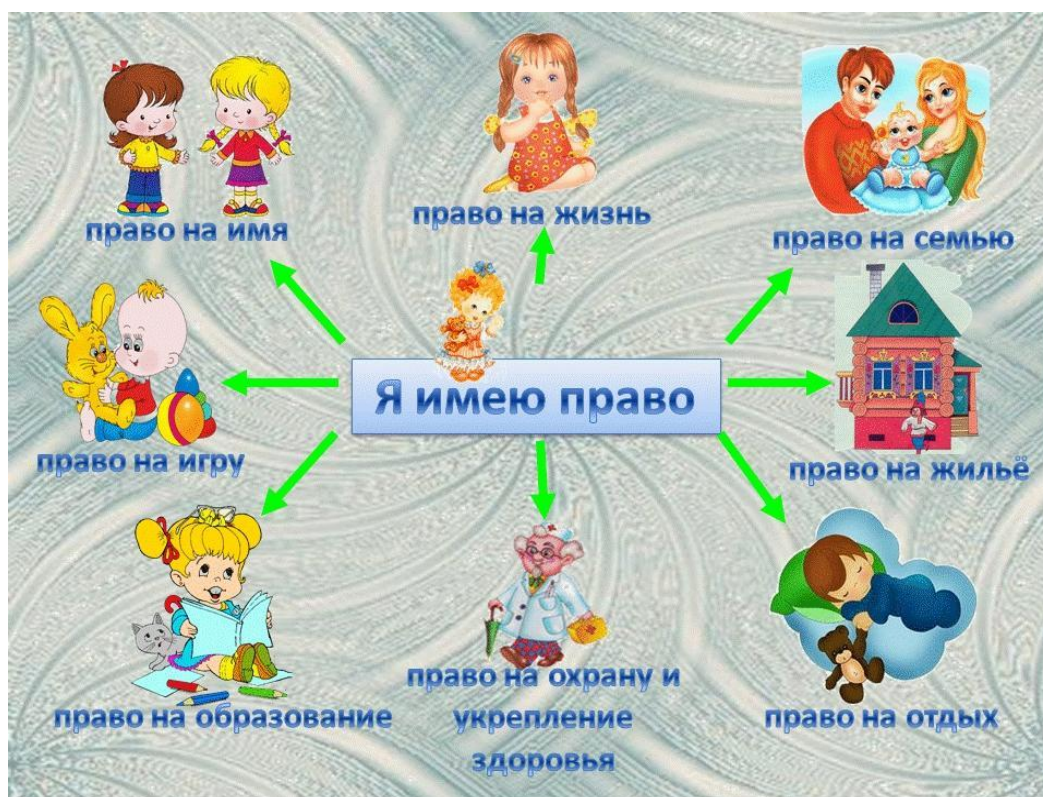 право на имя
право на жизнь
право на семью
Я имею право
право на игру
право на жильё
право на образование
право на охрану и
укрепление
здоровья
право на отдых